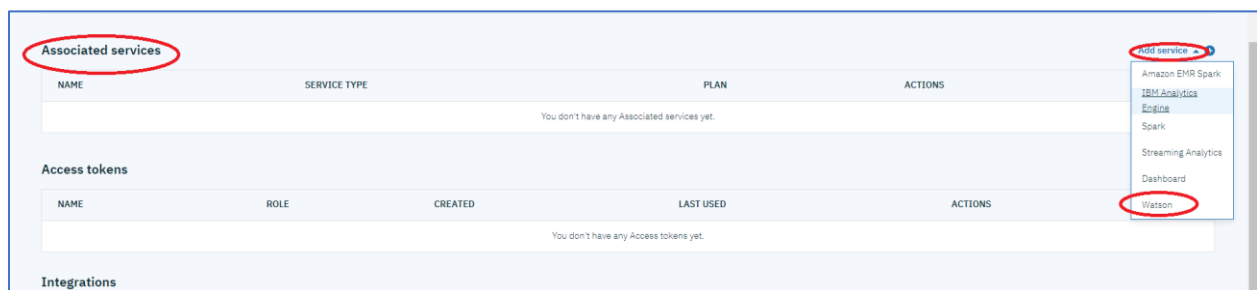 Associated services
Add service
NAME SERVICE TYPE PLAN ACTIONS
You don't have any Associated services yet.
Amazon EMR Spark
IBM Analytics
Engine
Spark
Streaming Analytics
Dashboard
Watson
Access tokens
NAME ROLE CREATED LAST USED ACTIONS
You don't have any Access tokens yet.
Integrations